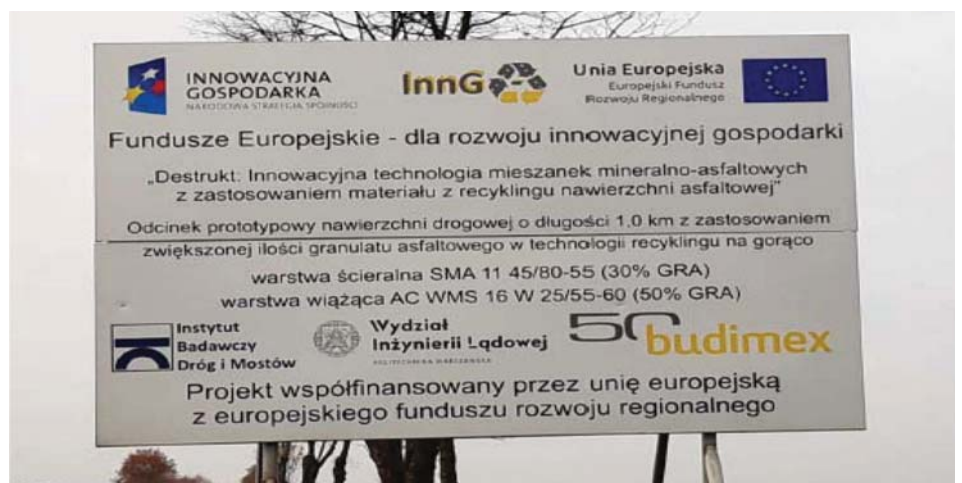 INNOWACYJNA
GOSPODARKA
NARODOWA STRATEGIA SPÓJNOŚCI
InnG
Unia Europejska
Europejski Fundusz
Rozwoju Regionalnego
Fundusze Europejskie - dla rozwoju innowacyjnej gospodarki
„Destrukt: Innowacyjna technologia mieszanek mineralno-asfaltowych
z zastosowaniem materiału z recyklingu nawierzchni asfaltowej”
Odcinek prototypowy nawierzchni drogowej o długości 1,0 km z zastosowaniem
zwiększonej ilości granulatu asfaltowego w technologii recyklingu na gorąco
warstwa ścieralna SMA 11 45/80-55 (30% GRA)
warstwa wiążąca AC WMS 16 W 25/55-60 (50% GRA)
Instytut
Badawczy
Dróg i Mostów
Wydział
Inżynierii Lądowej
POLITECHNIKA WARSZAWSKA
50 budimex
Projekt współfinansowany przez unię europejską
z europejskiego funduszu rozwoju regionalnego